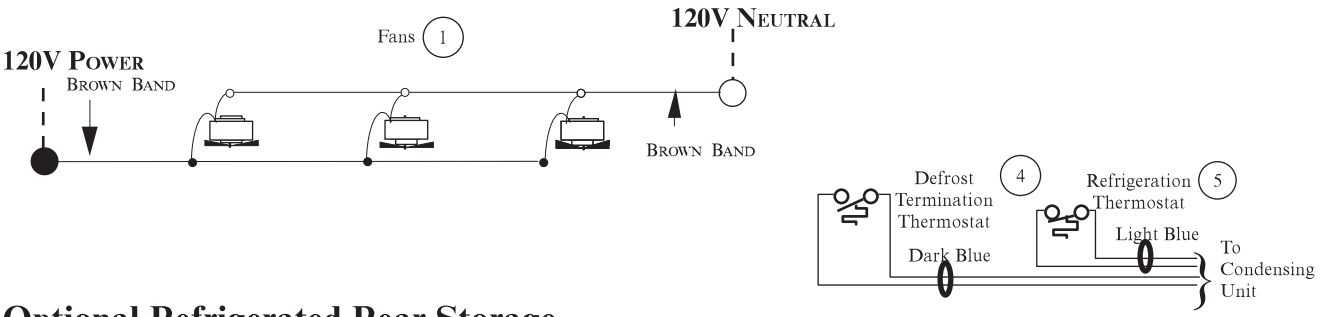 120V NEUTRAL
Fans 1
120V POWER
BROWN BAND
BROWN BAND
Defrost
Termination
Thermostat
4
Refrigeration
Thermostat
5
Light Blue
Dark Blue
To
Condensing
Unit
Optional Refrigerated Rear Storage